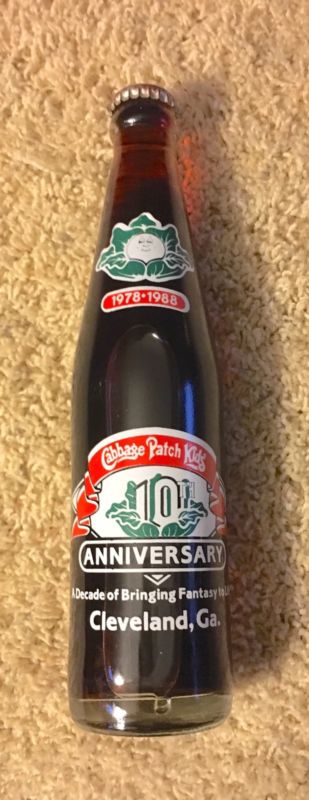 1978•1988
Cabbage Patch Kids
10TH
ANNIVERSARY
A Decade of Bringing Fantasy to
Cleveland, Ga.